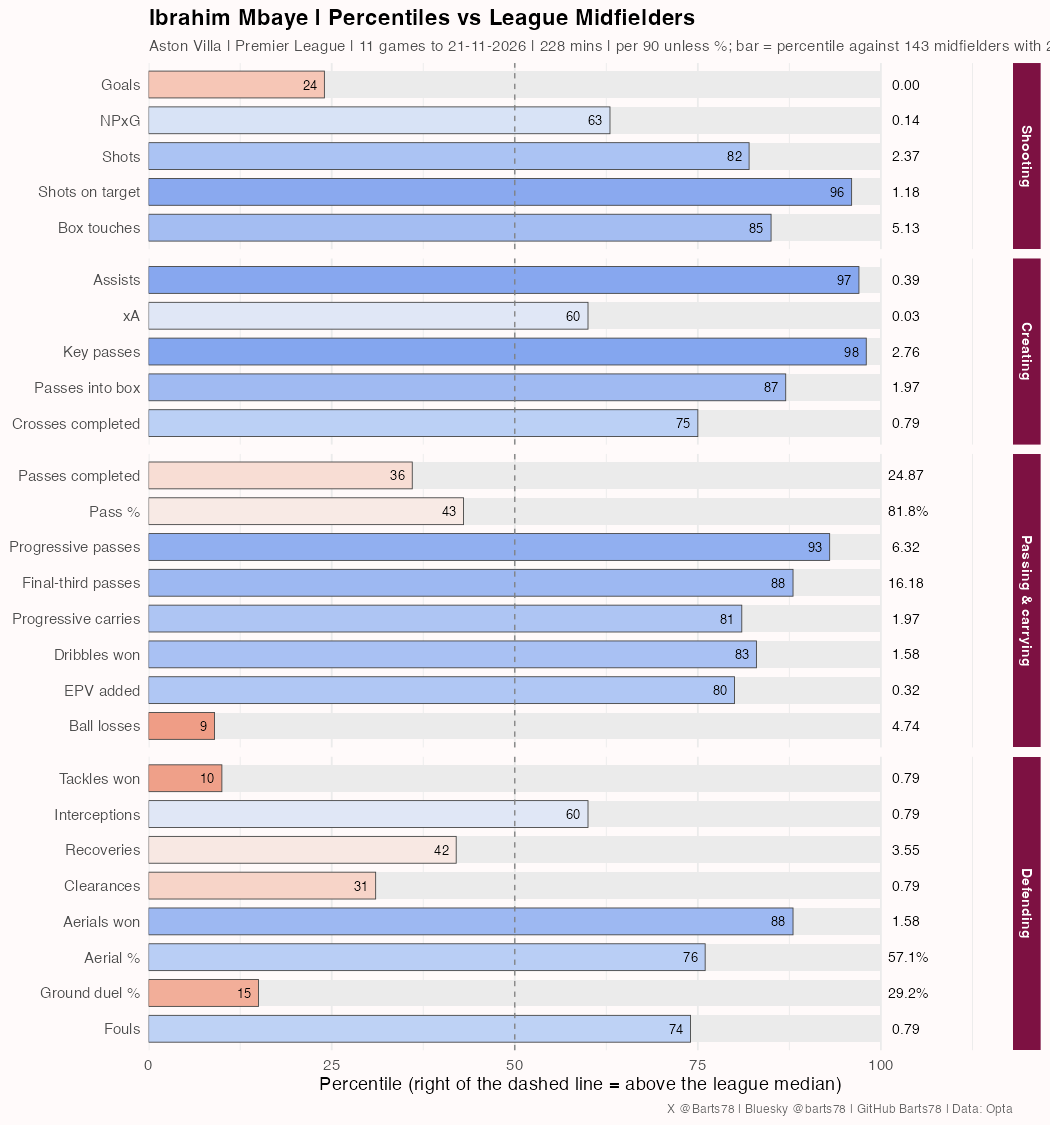 Ibrahim Mbaye | Percentiles vs League Midfielders
Aston Villa | Premier League | 11 games to 21-11-2026 | 228 mins | per 90 unless %; bar = percentile against 143 midfielders with
Goals 24 0.00
NPxG 63 0.14
Shots 82 2.37
Shots on target 96 1.18
Box touches 85 5.13
Shooting
Assists 97 0.39
xA 60 0.03
Key passes 98 2.76
Passes into box 87 1.97
Crosses completed 75 0.79
Creating
Passes completed 36 24.87
Pass % 43 81.8%
Progressive passes 93 6.32
Final-third passes 88 16.18
Progressive carries 81 1.97
Dribbles won 83 1.58
EPV added 80 0.32
Ball losses 9 4.74
Passing & carrying
Tackles won 10 0.79
Interceptions 60 0.79
Recoveries 42 3.55
Clearances 31 0.79
Aerials won 88 1.58
Aerial % 76 57.1%
Ground duel % 15 29.2%
Fouls 74 0.79
Defending
0 25 50 75 100
Percentile (right of the dashed line = above the league median)
X @Barts78 | Bluesky @barts78 | GitHub Barts78 | Data: Opta